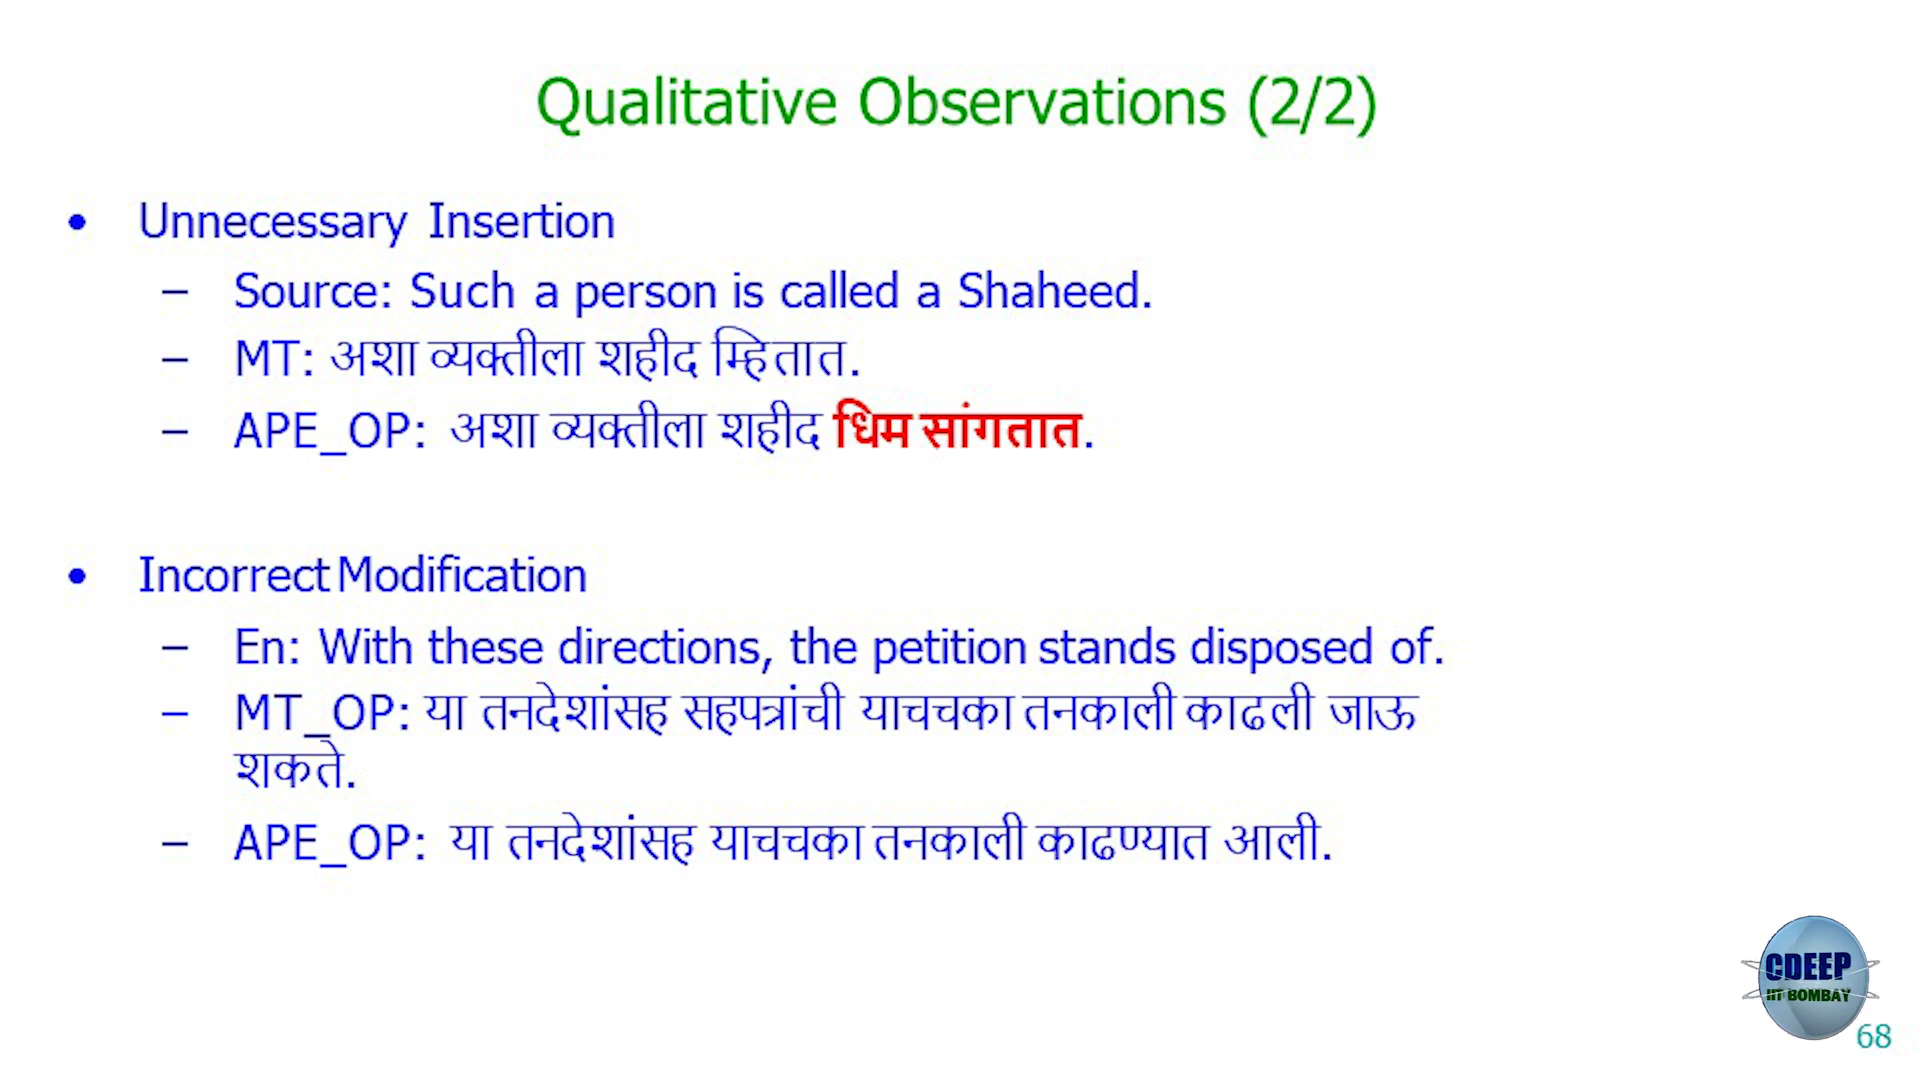 Qualitative Observations (2/2)
• Unnecessary Insertion
– Source: Such a person is called a Shaheed.
– MT: अशा व्यक्तीला शहीद म्हितात.
– APE_OP: अशा व्यक्तीला शहीद धिम सांगतात.
• Incorrect Modification
– En: With these directions, the petition stands disposed of.
– MT_OP: या तनदेशांसह सहपत्रांची याचचका तनकाली काढली जाऊ
शकते.
– APE_OP: या तनदेशांसह याचचका तनकाली काढण्यात आली.
CDEEP
IIT BOMBAY
68